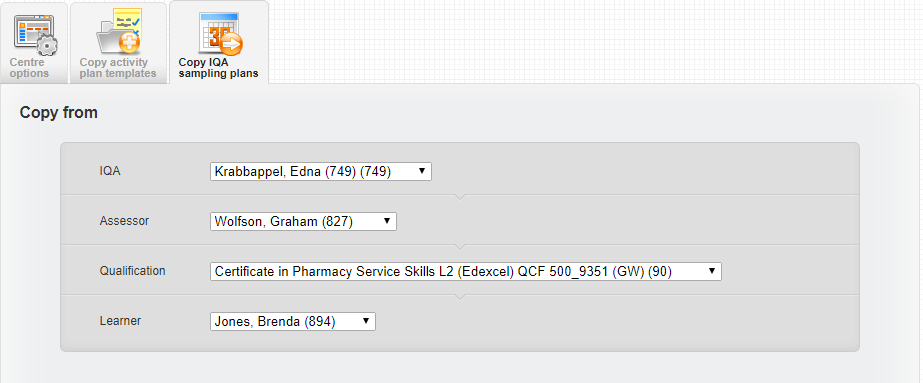 Centre
options
Copy activity
plan templates
Copy IQA
sampling plans
Copy from
IQA Krabbappel, Edna (749) (749)
Assessor Wolfson, Graham (827)
Qualification Certificate in Pharmacy Service Skills L2 (Edexcel) QCF 500_9351 (GW) (90)
Learner Jones, Brenda (894)